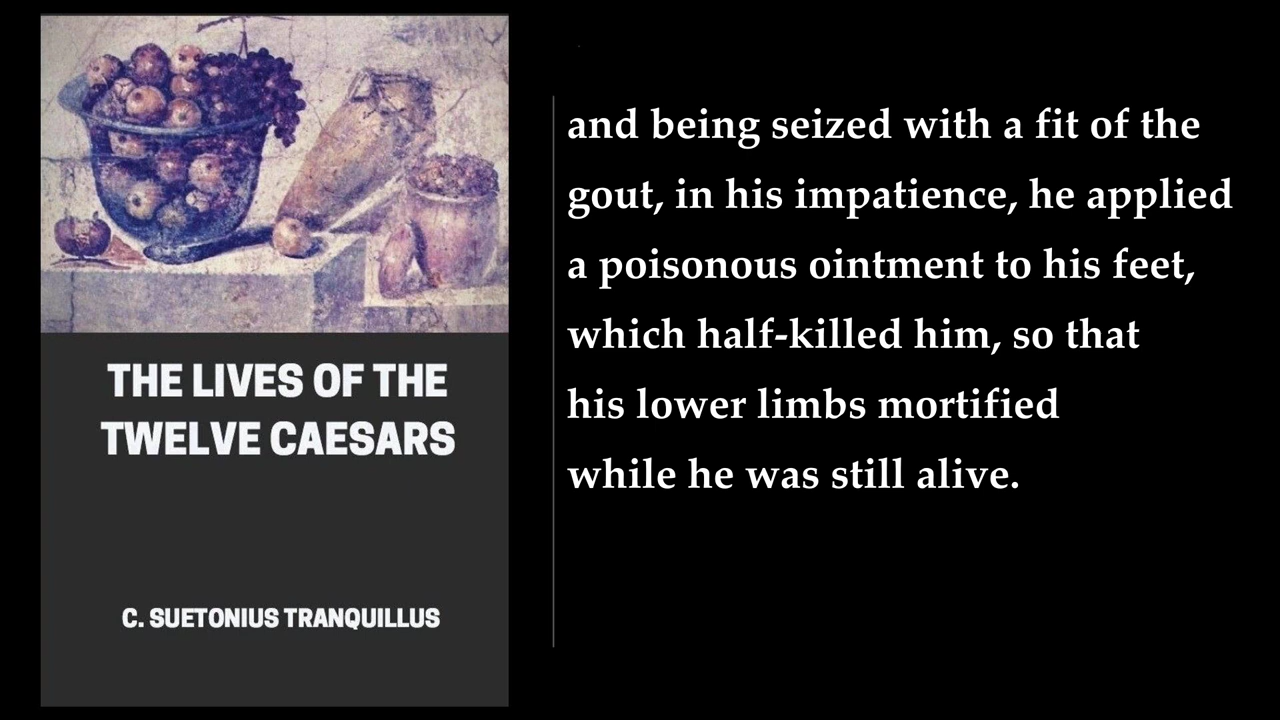 THE LIVES OF THE
TWELVE CAESARS
C. SUETONIUS TRANQUILLUS
and being seized with a fit of the
gout, in his impatience, he applied
a poisonous ointment to his feet,
which half-killed him, so that
his lower limbs mortified
while he was still alive.